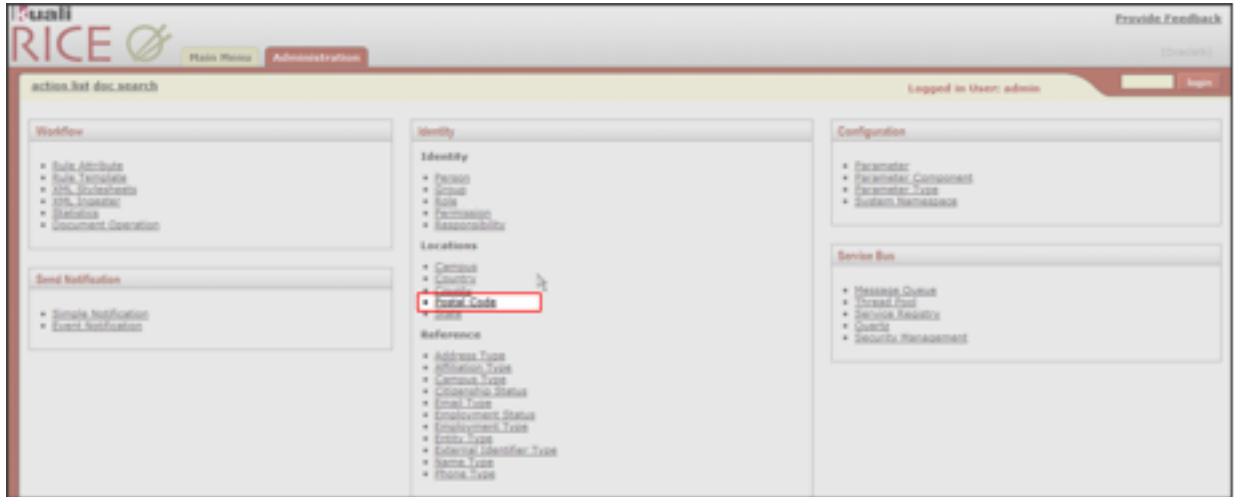 Kuali
RICE
Provide Feedback
Main Menu Administration
action list doc search
Logged in User: admin
login
Workflow
Rule Attribute
Rule Template
XML Stylesheets
XML Ingester
Statistics
Document Operation
Send Notification
Simple Notification
Event Notification
Identity
Identity
Person
Group
Role
Permission
Responsibility
Locations
Campus
Country
County
Postal Code
State
Reference
Address Type
Affiliation Type
Campus Type
Citizenship Status
Email Type
Employment Status
Employment Type
Entity Type
External Identifier Type
Name Type
Phone Type
Configuration
Parameter
Parameter Component
Parameter Type
System Namespace
Service Bus
Message Queue
Thread Pool
Service Registry
Quartz
Security Management